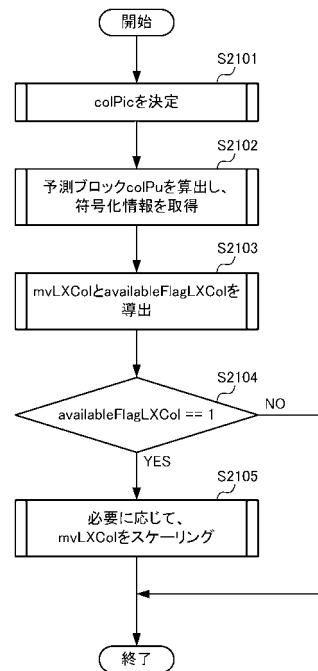 開始
S2101
colPicを決定
S2102
予測ブロックcolPuを算出し、
符号化情報を取得
S2103
mvLXColとavailableFlagLXColを
導出
S2104
availableFlagLXCol == 1
NO
YES
S2105
必要に応じて、
mvLXColをスケーリング
終了